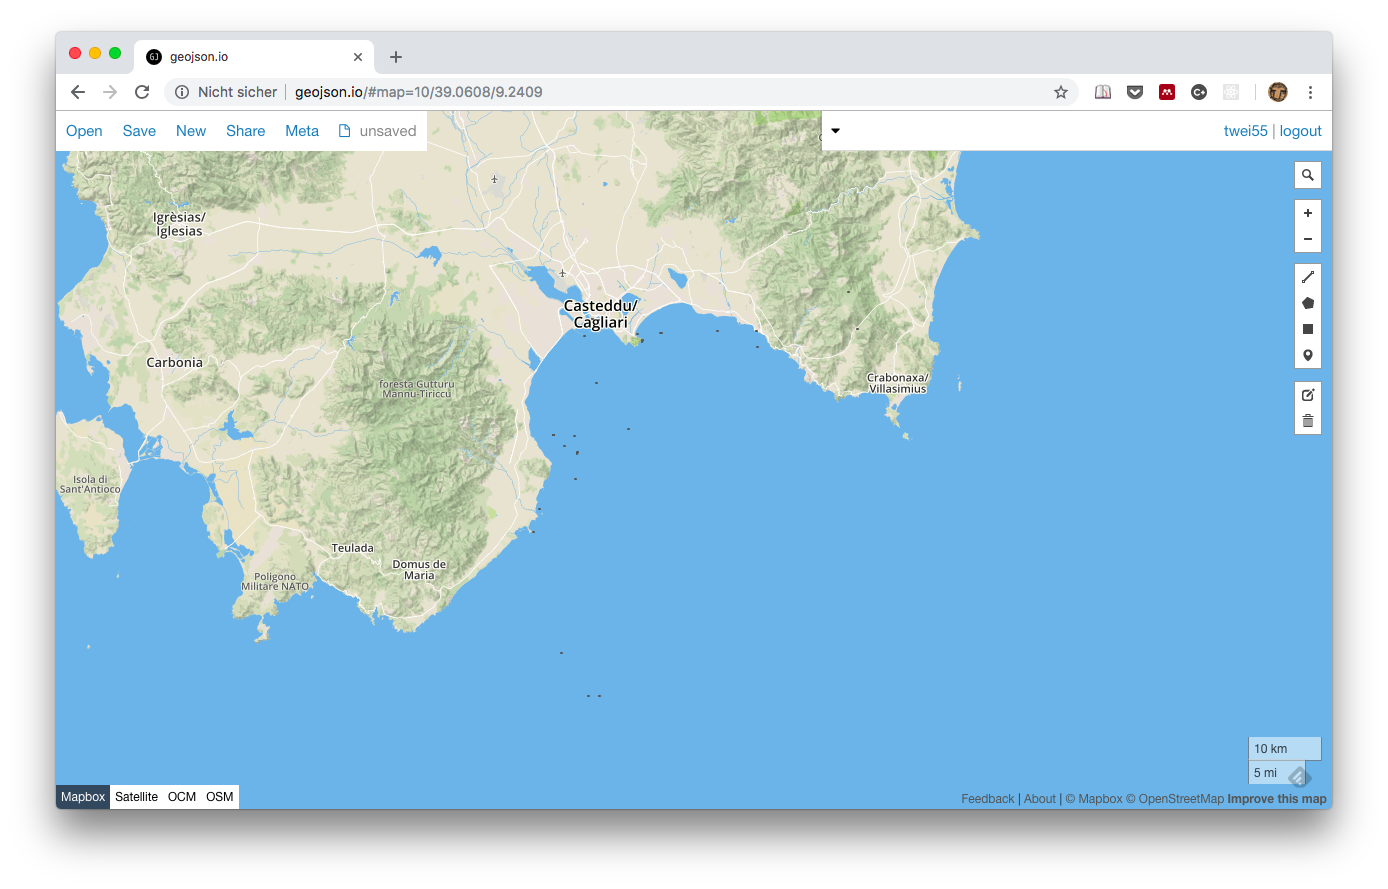 geojson.io
Nicht sicher
geojson.io/#map=10/39.0608/9.2409
Open
Save
New
Share
Meta
unsaved
twei55 | logout
Igrèsias/
Iglesias
Casteddu/
Cagliari
Carbonia
foresta Gutturu
Mannu-Tiriccu
Crabonaxa/
Villasimius
Isola di
Sant'Antioco
Teulada
Domus de
Maria
Poligono
Militare NATO
10 km
5 mi
Mapbox
Satellite
OCM
OSM
Feedback | About | © Mapbox © OpenStreetMap Improve this map